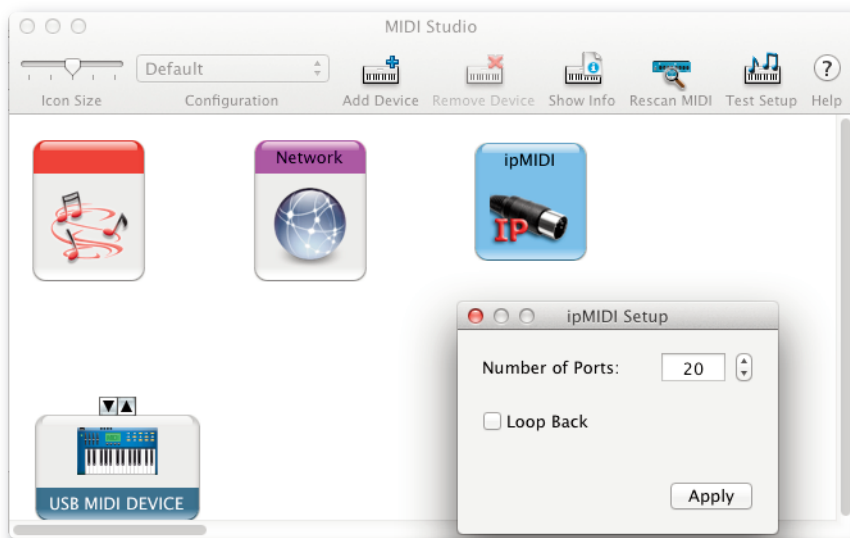 MIDI Studio
Default
Icon Size Configuration Add Device Remove Device Show Info Rescan MIDI Test Setup Help
?
Network
ipMIDI
IP
ipMIDI Setup
Number of Ports: 20
Loop Back
Apply
USB MIDI DEVICE